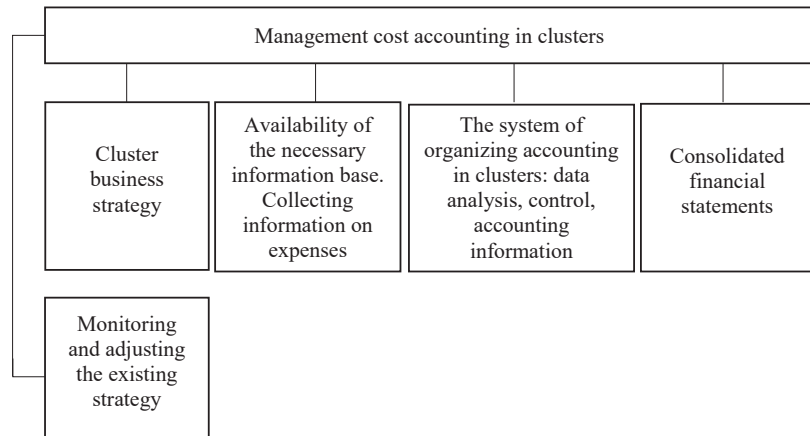 Management cost accounting in clusters
Cluster
business
strategy
Availability of
the necessary
information base.
Collecting
information on
expenses
The system of
organizing accounting
in clusters: data
analysis, control,
accounting
information
Consolidated
financial
statements
Monitoring
and adjusting
the existing
strategy